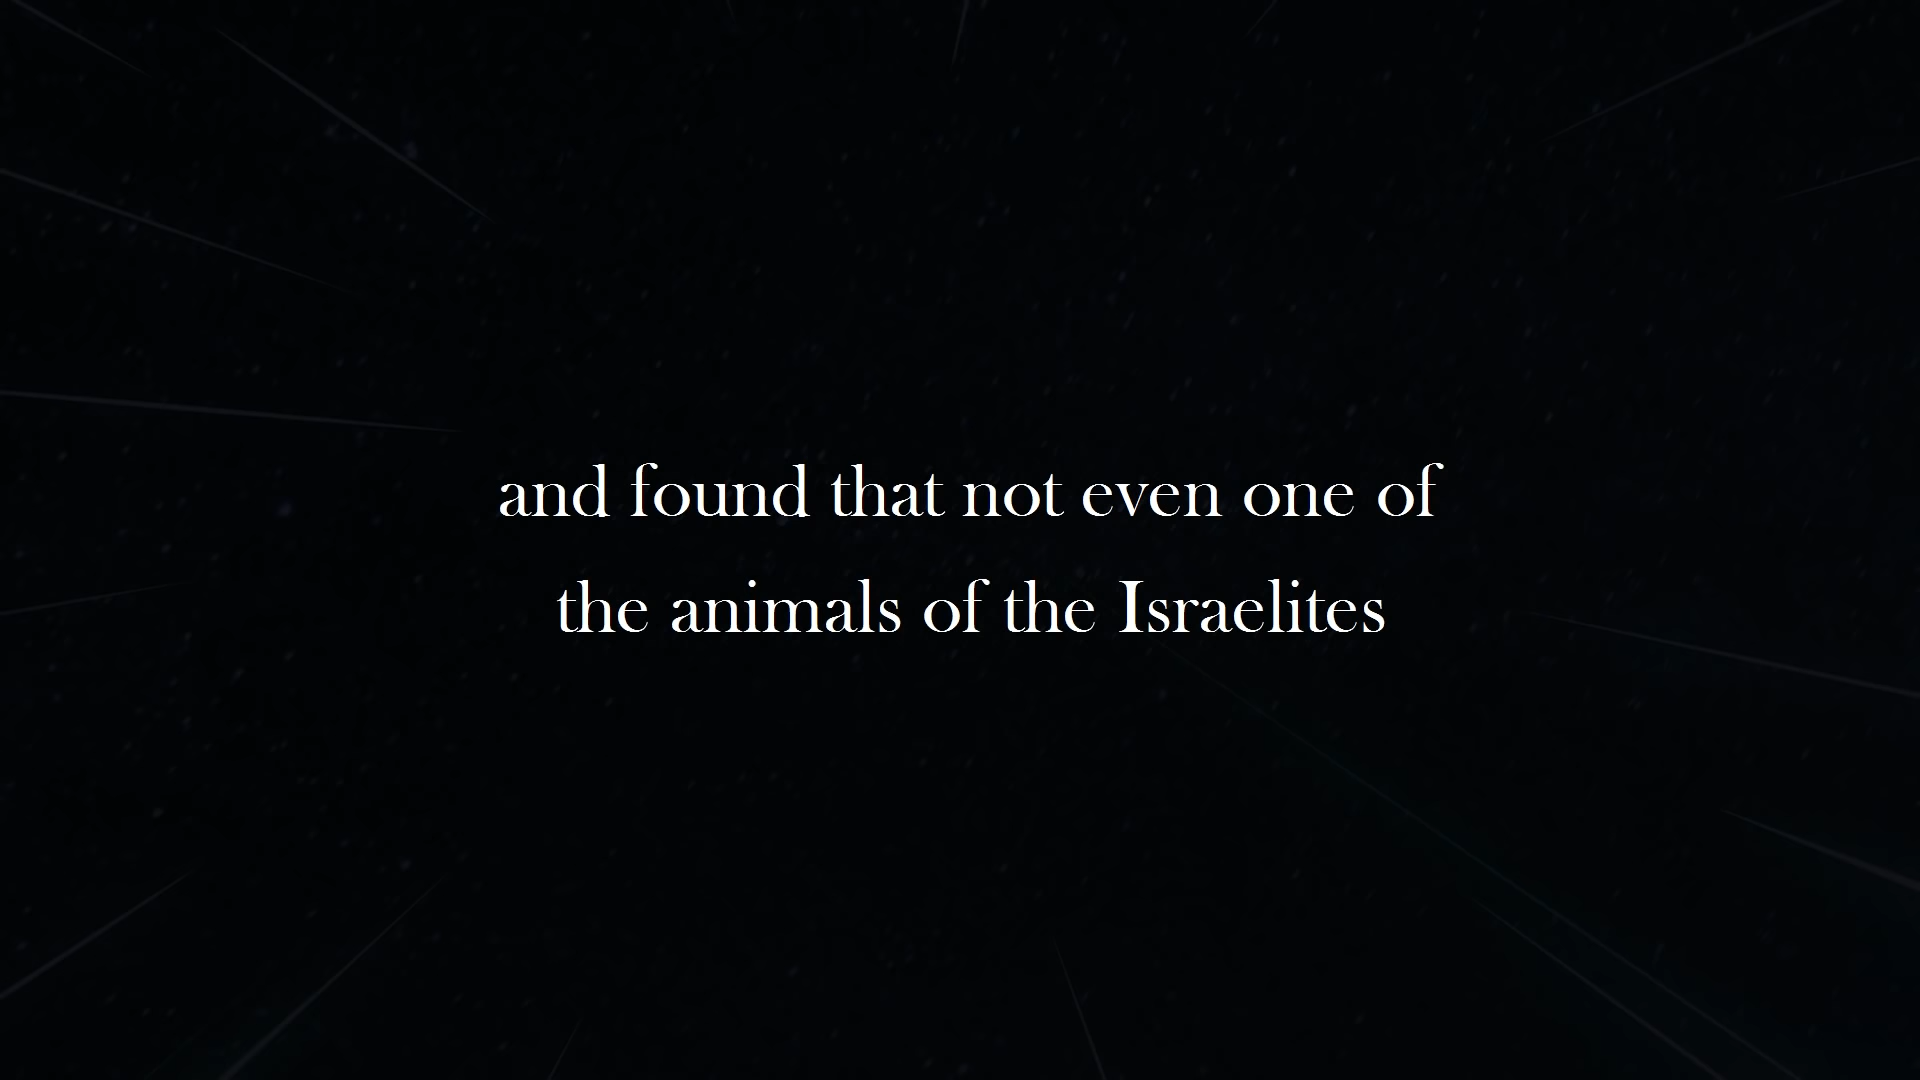 and found that not even one of
the animals of the Israelites